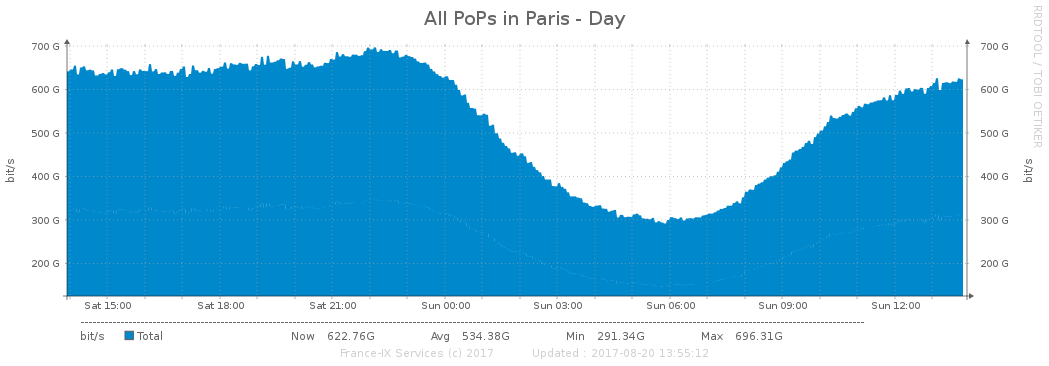 All PoPs in Paris - Day
RRDTOOL / TOBI OETIKER
700 G 700 G
600 G 600 G
500 G 500 G
400 G 400 G
300 G 300 G
200 G 200 G
bit/s bit/s
Sat 15:00 Sat 18:00 Sat 21:00 Sun 00:00 Sun 03:00 Sun 06:00 Sun 09:00 Sun 12:00
bit/s Total Now 622.76G Avg 534.38G Min 291.34G Max 696.31G
France-IX Services (c) 2017 Updated : 2017-08-20 13:55:12